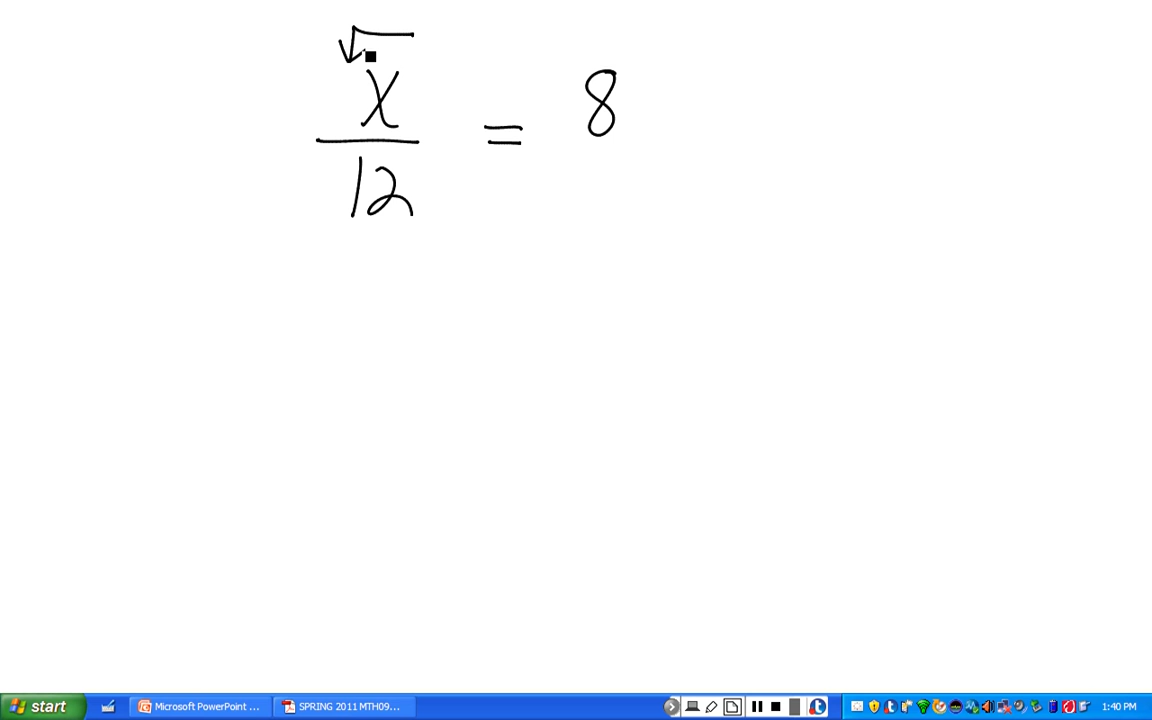 √
x
12
= 8
start
Microsoft PowerPoint ...
SPRING 2011 MTH09...
1:40 PM